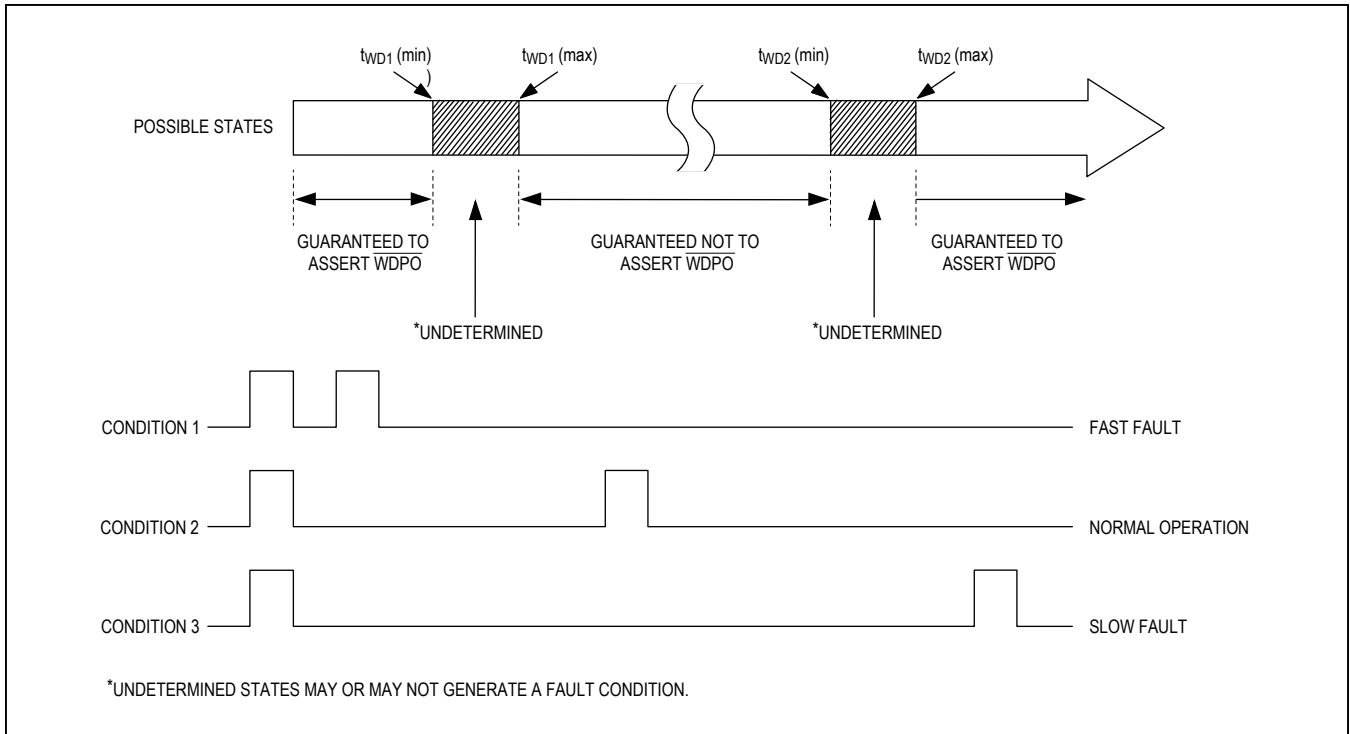 tWD1 (min)
)
tWD1 (max)
tWD2 (min)
tWD2 (max)
POSSIBLE STATES
GUARANTEED TO
ASSERT WDPO
GUARANTEED NOT TO
ASSERT WDPO
GUARANTEED TO
ASSERT WDPO
*UNDETERMINED
*UNDETERMINED
CONDITION 1
FAST FAULT
CONDITION 2
NORMAL OPERATION
CONDITION 3
SLOW FAULT
*UNDETERMINED STATES MAY OR MAY NOT GENERATE A FAULT CONDITION.